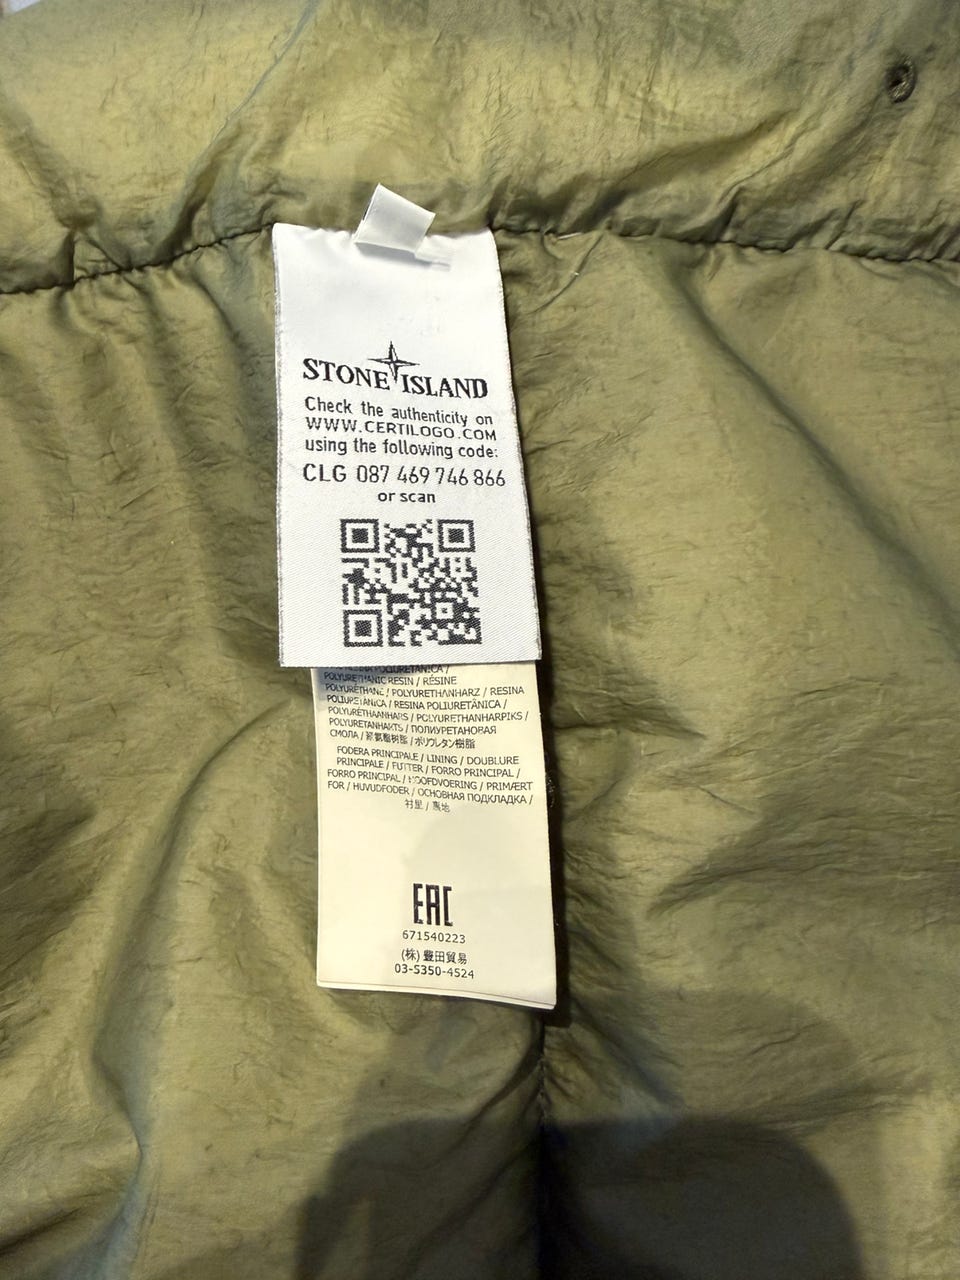 STONE ISLAND
Check the authenticity on
WWW.CERTILOGO.COM
using the following code:
CLG 087 469 746 866
or scan
POLIURETANICA /
POLYURETHANIC RESIN / RÉSINE
POLYURÉTHANE / POLYURETHANHARZ / RESINA
POLIURETÁNICA / RESINA POLIURETÂNICA /
POLYURETHAANHARS / POLYURETHANHARPIKS /
POLYURETANHARTS / ПОЛИУРЕТАНОВАЯ
СМОЛА / 聚氨酯树脂 / ポリウレタン樹脂
FODERA PRINCIPALE / LINING / DOUBLURE
PRINCIPALE / FUTTER / FORRO PRINCIPAL /
FORRO PRINCIPAL / HOOFDVOERING / PRIMÆRT
FOR / HUVUDFODER / ОСНОВНАЯ ПОДКЛАДКА /
衬里 / 裏地
EAC
671540223
(株) 豊田貿易
03-5350-4524